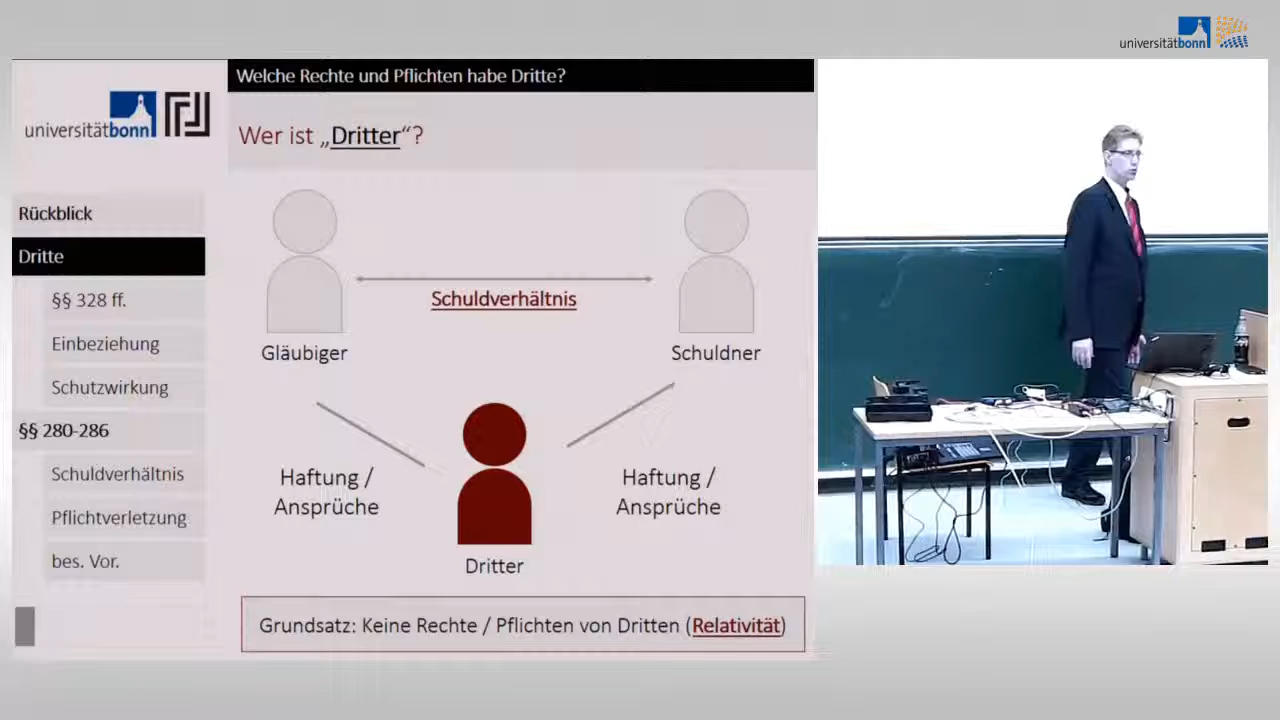 universitätbonn
universitätbonn
Welche Rechte und Pflichten habe Dritte?
Wer ist „Dritter“?
Rückblick
Dritte
§§ 328 ff.
Einbeziehung
Schutzwirkung
§§ 280-286
Schuldverhältnis
Pflichtverletzung
bes. Vor.
Schuldverhältnis
Gläubiger
Schuldner
Haftung /
Ansprüche
Haftung /
Ansprüche
Dritter
Grundsatz: Keine Rechte / Pflichten von Dritten (Relativität)